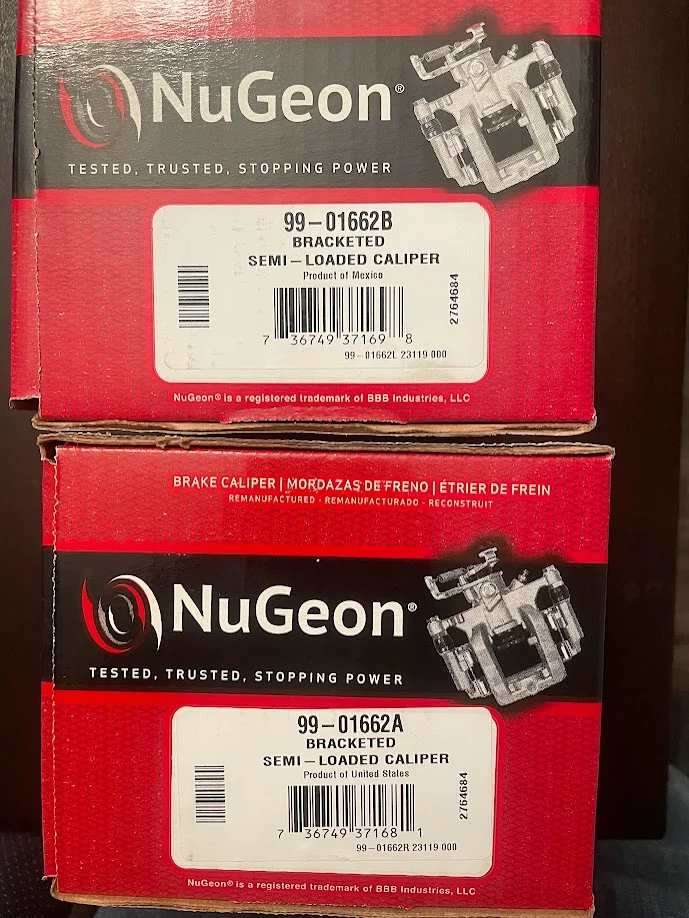 NuGeon®
TESTED, TRUSTED, STOPPING POWER
99-01662B
BRACKETED
SEMI-LOADED CALIPER
Product of Mexico
2764684
7 36749 37169 8
99-01662L 23119 000
NuGeon® is a registered trademark of BBB Industries, LLC
BRAKE CALIPER | MORDAZAS DE FRENO | ÉTRIER DE FREIN
REMANUFACTURED - REMANUFACTURADO - RECONSTRUIT
NuGeon®
TESTED, TRUSTED, STOPPING POWER
99-01662A
BRACKETED
SEMI-LOADED CALIPER
Product of United States
2764684
7 36749 37168 1
99-01662R 23119 000
NuGeon® is a registered trademark of BBB Industries, LLC